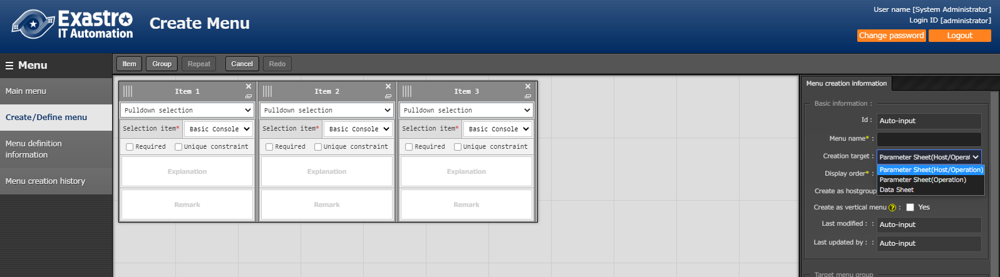 Exastro
IT Automation
Create Menu
User name [System Administrator]
Login ID [administrator]
Change password
Logout
Menu
Main menu
Create/Define menu
Menu definition
information
Menu creation history
Item
Group
Repeat
Cancel
Redo
Item 1
Item 2
Item 3
Pulldown selection
Pulldown selection
Pulldown selection
Selection item* Basic Console
Selection item* Basic Console
Selection item* Basic Console
Required Unique constraint
Required Unique constraint
Required Unique constraint
Explanation
Explanation
Explanation
Remark
Remark
Remark
Menu creation information
Basic information :
Id : Auto-input
Menu name* :
Creation target : Parameter Sheet(Host/Operat
Parameter Sheet(Host/Operation)
Display order* :
Parameter Sheet(Operation)
Data Sheet
Create as hostgroup
Create as vertical menu ? : Yes
Last modified : : Auto-input
Last updated by : : Auto-input
Target menu group